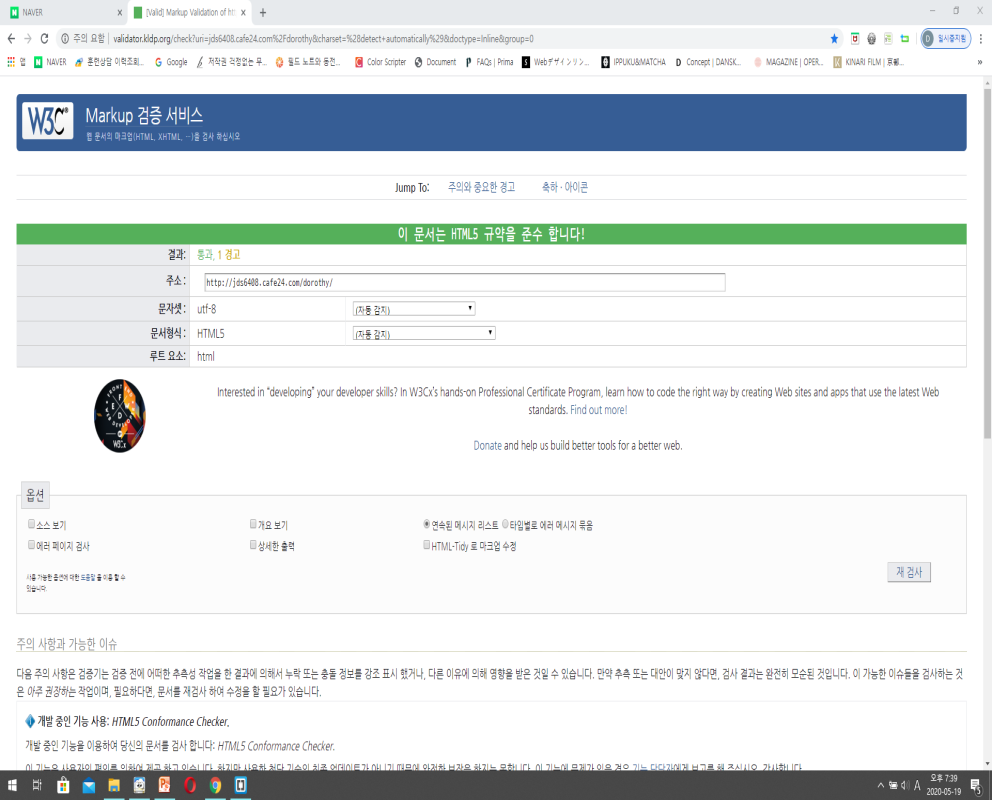 NAVER
[Valid] Markup Validation of htt
주의 요함 | validator.kldp.org/check?uri=jds6408.cafe24.com%2Fdorothy&charset=%28detect+automatically%29&doctype=Inline&group=0
일시중지됨
앱 NAVER 훈련상담 이력조회... Google 저작권 걱정없는 무... 필드 노트와 동전... Color Scripter Document FAQs | Prima Webデザインリン... IPPUKU&MATCHA Concept | DANSK... MAGAZINE | OPER... KINARI FILM | 京都...
W3C Markup 검증 서비스
웹 문서의 마크업(HTML, XHTML, …)을 검사 하십시오
Jump To: 주의와 중요한 경고 축하 · 아이콘
이 문서는 HTML5 규약을 준수 합니다!
결과: 통과, 1 경고
주소 : http://jds6408.cafe24.com/dorothy/
문자셋 : utf-8 (자동 감지)
문서형식 : HTML5 (자동 감지)
루트 요소: html
Interested in "developing" your developer skills? In W3Cx's hands-on Professional Certificate Program, learn how to code the right way by creating Web sites and apps that use the latest Web
standards. Find out more!
Donate and help us build better tools for a better web.
옵션
소스 보기 개요 보기 연속된 메시지 리스트 타입별로 에러 메시지 묶음
에러 페이지 검사 상세한 출력 HTML-Tidy 로 마크업 수정
사용 가능한 옵션에 대한 도움말 을 이용 할 수
있습니다.
재 검사
주의 사항과 가능한 이슈
다음 주의 사항은 검증기는 검증 전에 어떠한 추측성 작업을 한 결과에 의해서 누락 또는 충돌 정보를 강조 표시 했거나, 다른 이유에 의해 영향을 받은 것일 수 있습니다. 만약 추측 또는 대안이 맞지 않다면, 검사 결과는 완전히 모순된 것입니다. 이 가능한 이슈들을 검사하는 것
은 아주 권장하는 작업이며, 필요하다면, 문서를 재검사 하여 수정을 할 필요가 있습니다.
개발 중인 기능 사용: HTML5 Conformance Checker.
개발 중인 기능을 이용하여 당신의 문서를 검사 합니다: HTML5 Conformance Checker.
이 기능은 사용자의 편의를 위하여 제공 하고 있습니다. 하지만 사용한 첨단 기술의 최종 업데이트가 아니기 때문에 완전한 보장은 하지는 못합니다. 이 기능에 문제가 있을 경우 기능 담당자에게 보고를 해 주십시오. 감사합니다.
A 오후 7:39
2020-05-19